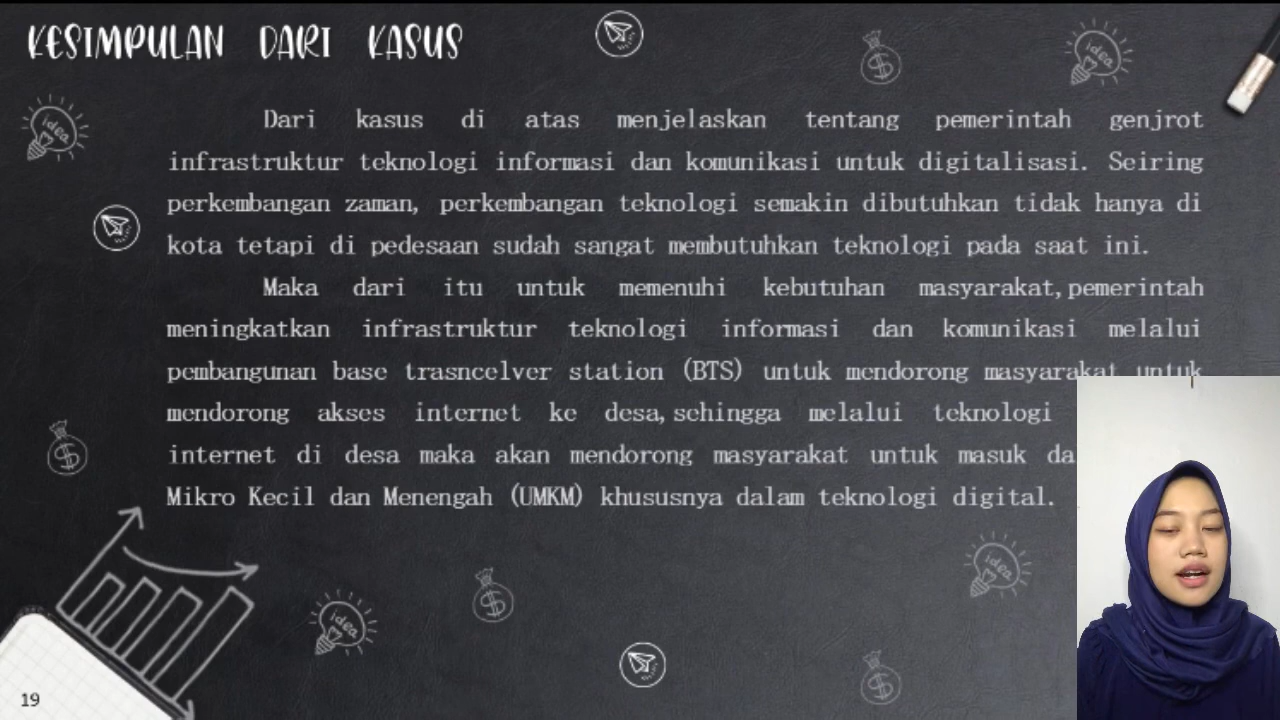 KESIMPULAN DARI KASUS
idea
idea
Dari kasus di atas menjelaskan tentang pemerintah genjrot
infrastruktur teknologi informasi dan komunikasi untuk digitalisasi. Seiring
perkembangan zaman, perkembangan teknologi semakin dibutuhkan tidak hanya di
kota tetapi di pedesaan sudah sangat membutuhkan teknologi pada saat ini.
Maka dari itu untuk memenuhi kebutuhan masyarakat,pemerintah
meningkatkan infrastruktur teknologi informasi dan komunikasi melalui
pembangunan base trasncelver station (BTS) untuk mendorong masyarakat untuk
mendorong akses internet ke desa,sehingga melalui teknologi
internet di desa maka akan mendorong masyarakat untuk masuk
Mikro Kecil dan Menengah (UMKM) khususnya dalam teknologi digital.
idea
idea
19